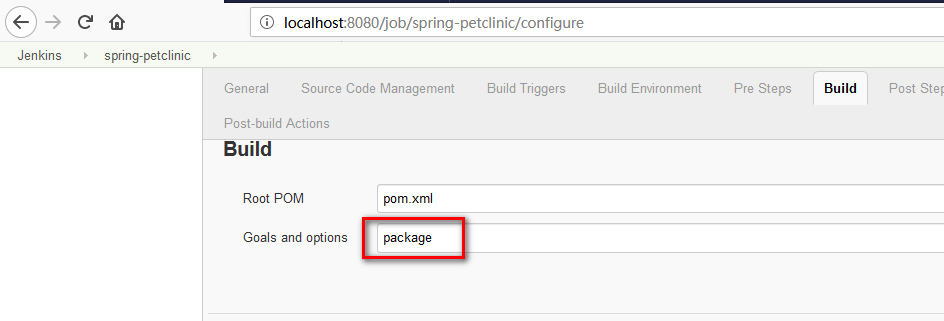 localhost:8080/job/spring-petclinic/configure
Jenkins spring-petclinic
General Source Code Management Build Triggers Build Environment Pre Steps Build Post Step
Post-build Actions
Build
Root POM pom.xml
Goals and options package